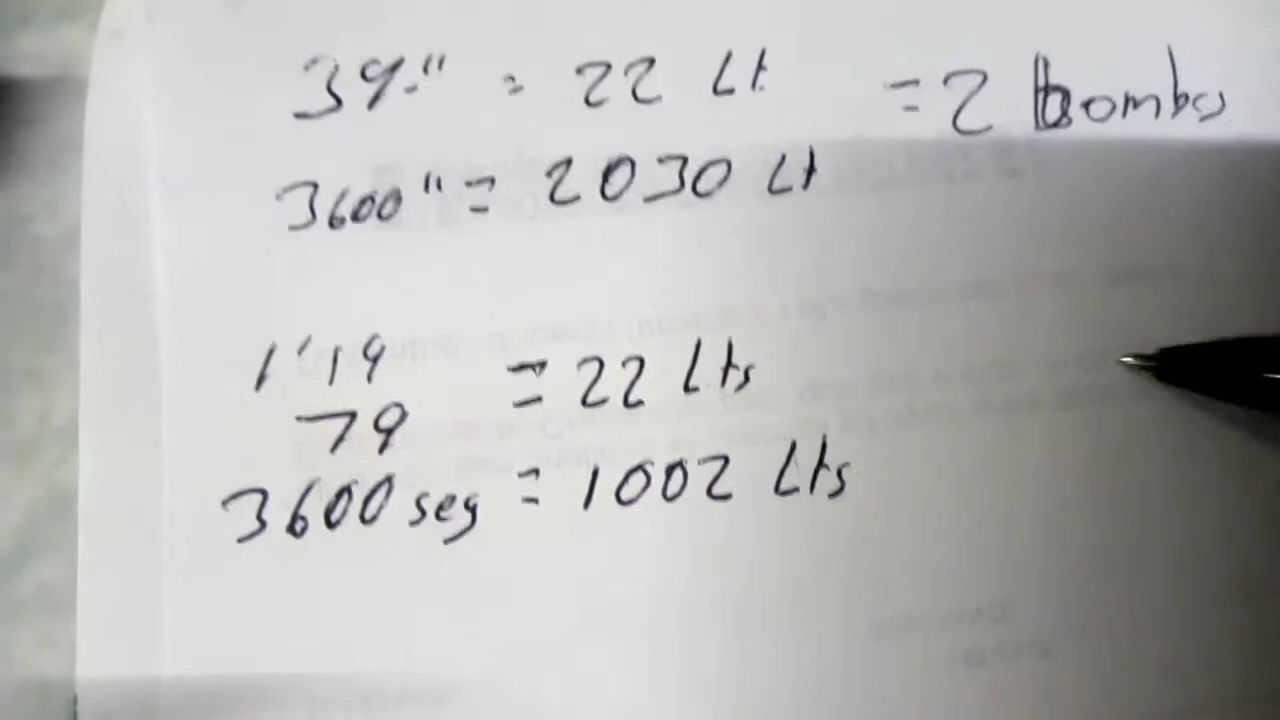 39" = 22 Lt = 2 bombas
3600" = 2030 Lt
1'19
79 = 22 Lts
3600 seg = 1002 Lts